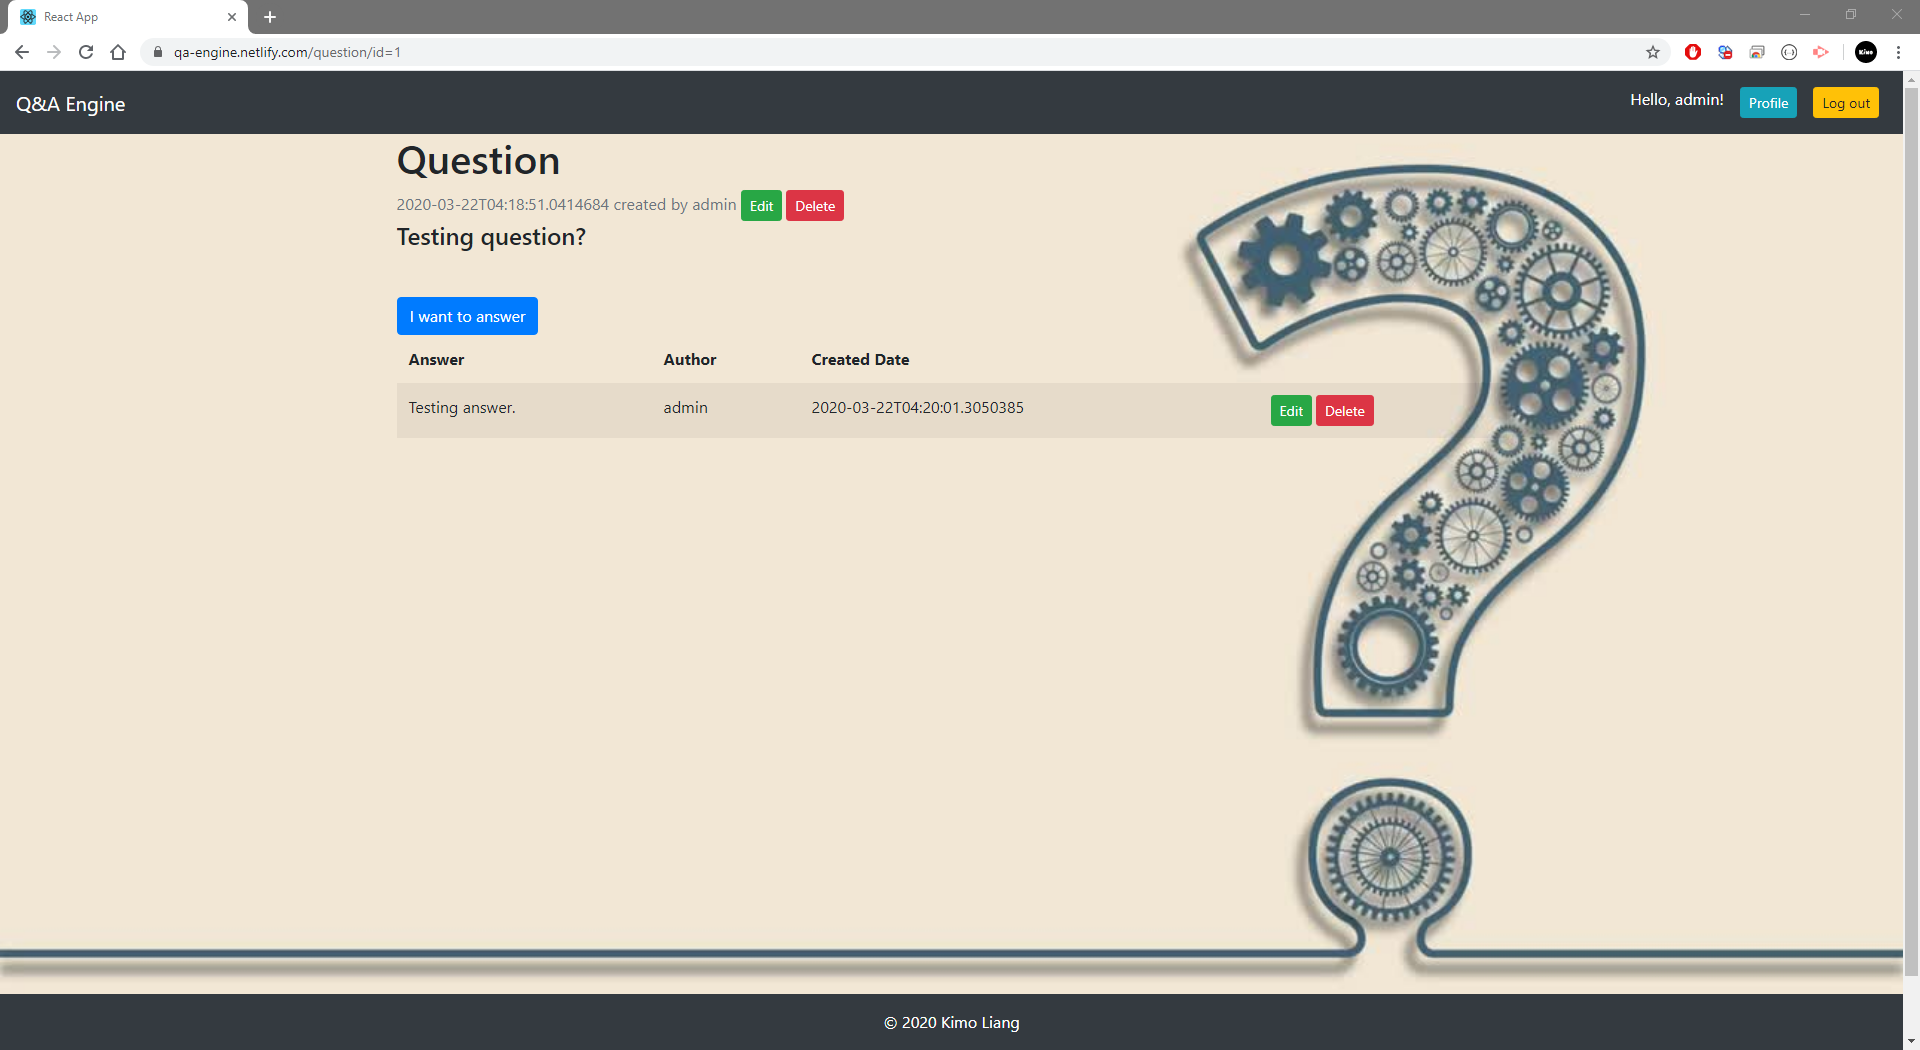 React App
qa-engine.netlify.com/question/id=1
Q&A Engine
Hello, admin! Profile Log out
Question
2020-03-22T04:18:51.0414684 created by admin Edit Delete
Testing question?
I want to answer
Answer Author Created Date
Testing answer. admin 2020-03-22T04:20:01.3050385 Edit Delete
© 2020 Kimo Liang